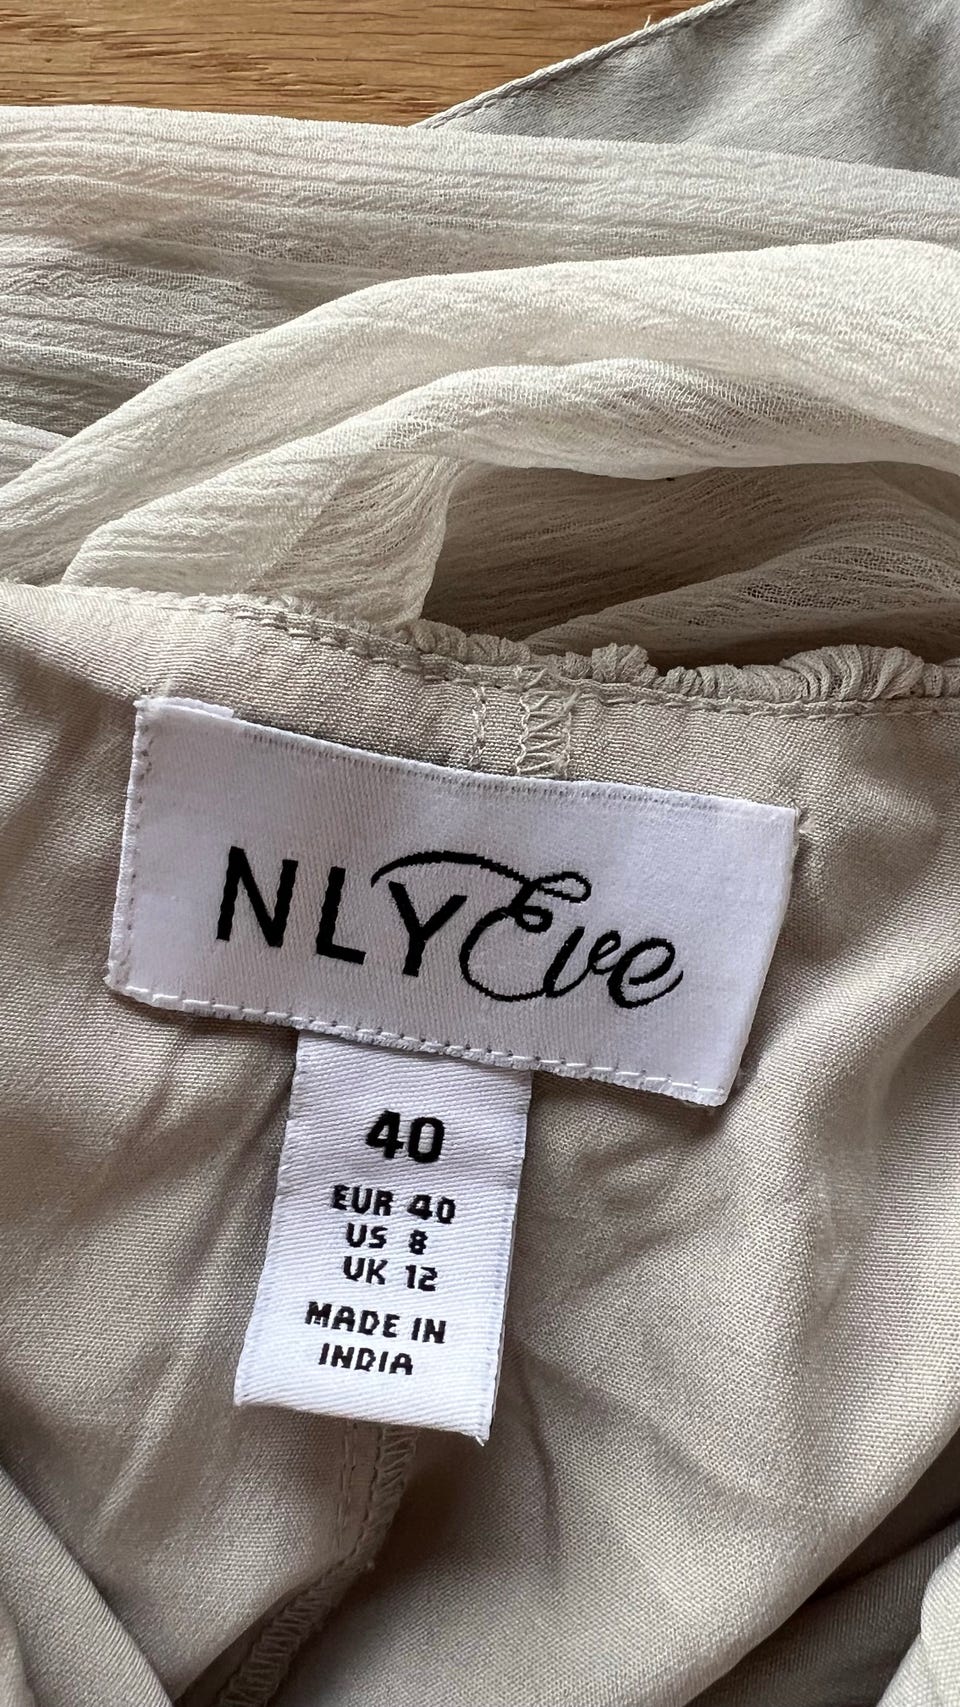 NLYEve
40
EUR 40
US 8
UK 12
MADE IN
INDIA